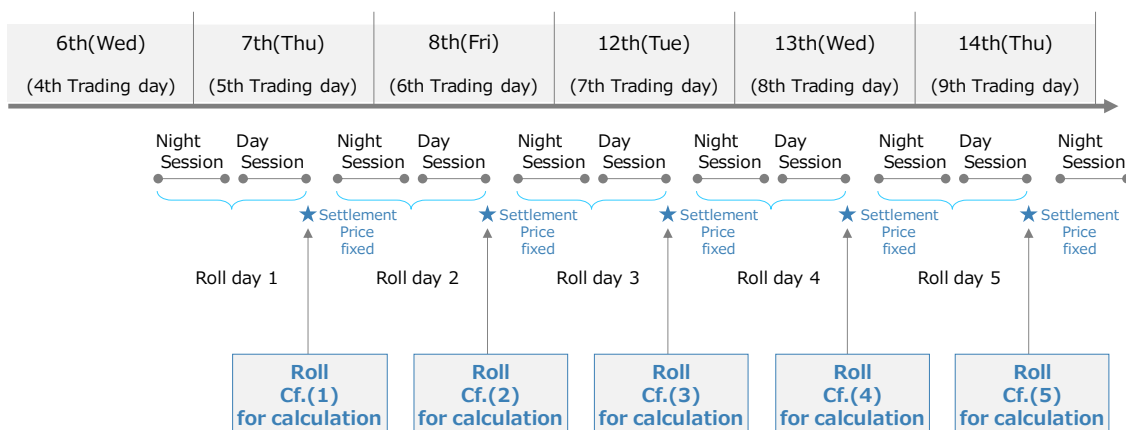 6th(Wed) 7th(Thu) 8th(Fri) 12th(Tue) 13th(Wed) 14th(Thu)
(4th Trading day) (5th Trading day) (6th Trading day) (7th Trading day) (8th Trading day) (9th Trading day)
Night Day Night Day Night Day Night Day Night Day Night
Session Session Session Session Session Session Session Session Session Session Session
Settlement Settlement Settlement Settlement Settlement
Price Price Price Price Price
fixed fixed fixed fixed fixed
Roll day 1 Roll day 2 Roll day 3 Roll day 4 Roll day 5
Roll Roll Roll Roll Roll
Cf.(1) Cf.(2) Cf.(3) Cf.(4) Cf.(5)
for calculation for calculation for calculation for calculation for calculation